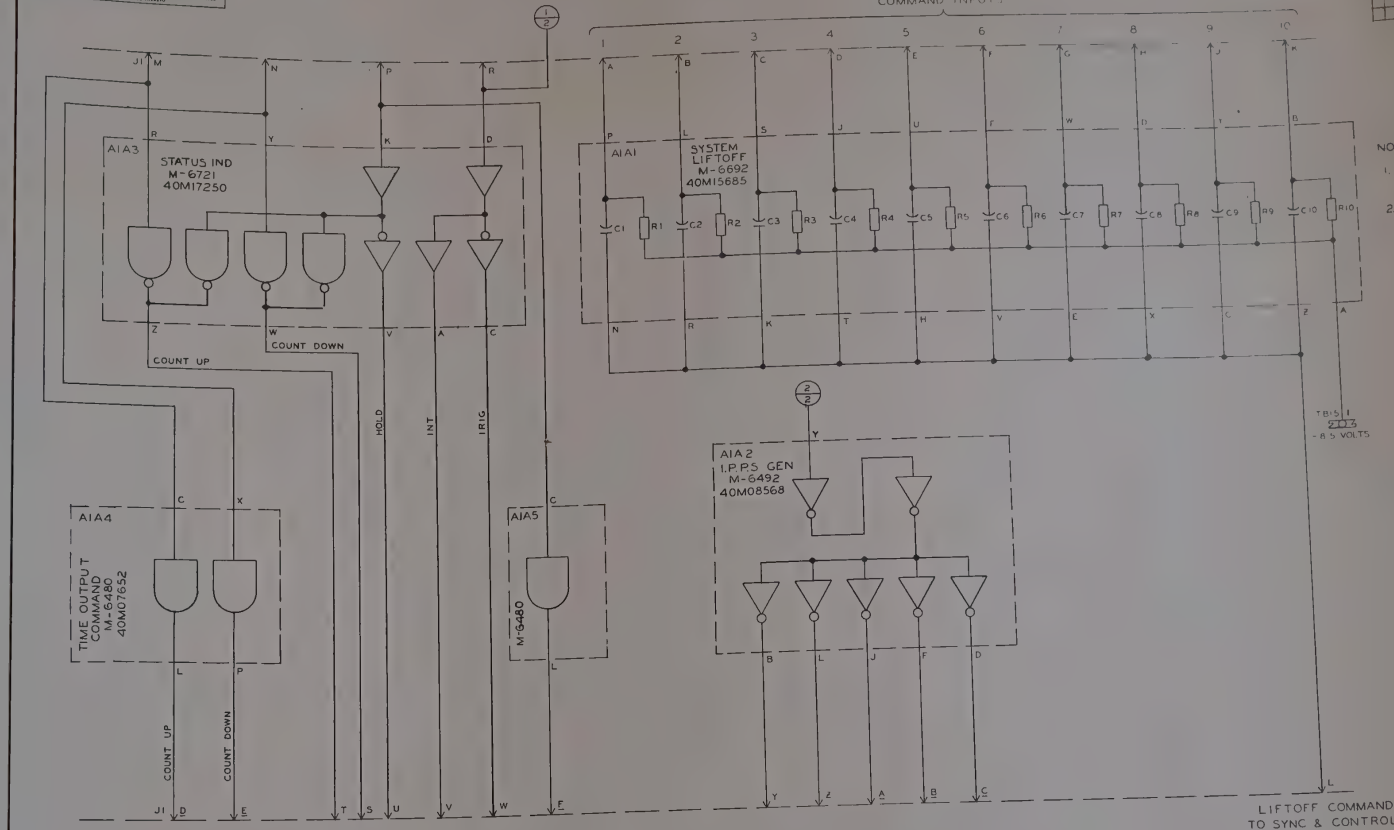 1
2
1 2 3 4 5 6 7 8 9 10
J1 M N P R A B C D E F G H J K
R Y K D P L S J U W B
A1A3
STATUS IND
M-6721
40M17250
A1A1
SYSTEM
LIFTOFF
M-6692
40M15685
C1 R1 C2 R2 C3 R3 C4 R4 C5 R5 C6 R6 C7 R7 C8 R8 C9 R9 C10 R10
NO
1.
2
Z W V A C
N R K T H V E X C Z A
COUNT UP
COUNT DOWN
HOLD
INT
IRIG
2
2
Y
TB15
-8.5 VOLTS
A1A2
1.P.P.S GEN
M-6492
40M08568
B L J F D
C X
A1A4
TIME OUTPUT
COMMAND
M-6480
40M07652
L P
C
A1A5
M-6480
L
COUNT UP
COUNT DOWN
J1 D E T S U V W F Y Z A B C L
LIFTOFF COMMAND
TO SYNC & CONTROL